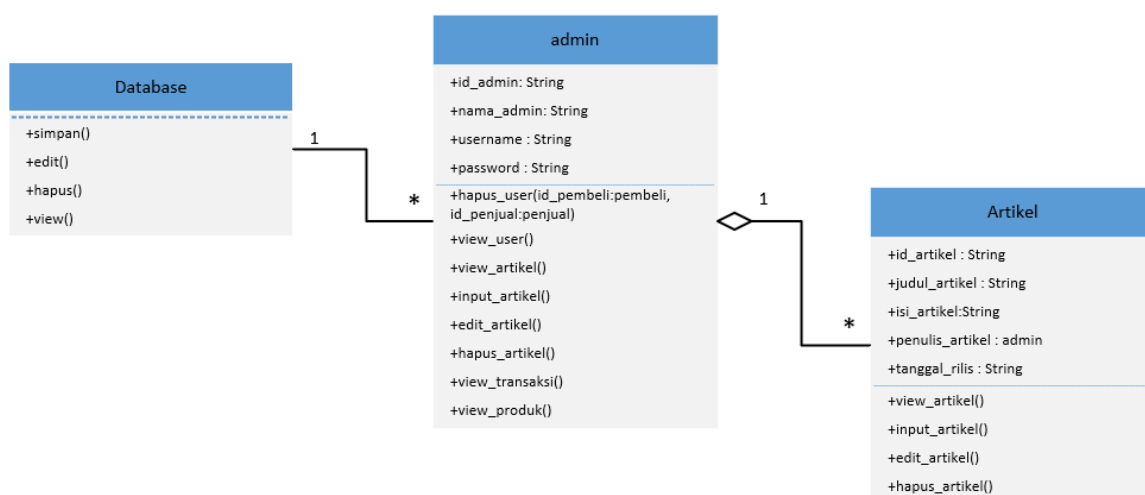 Database
+simpan()
+edit()
+hapus()
+view()
1
*
admin
+id_admin: String
+nama_admin: String
+username : String
+password : String
+hapus_user(id_pembeli:pembeli,
id_penjual:penjual)
+view_user()
+view_artikel()
+input_artikel()
+edit_artikel()
+hapus_artikel()
+view_transaksi()
+view_produk()
1
*
Artikel
+id_artikel : String
+judul_artikel : String
+isi_artikel:String
+penulis_artikel : admin
+tanggal_rilis : String
+view_artikel()
+input_artikel()
+edit_artikel()
+hapus_artikel()